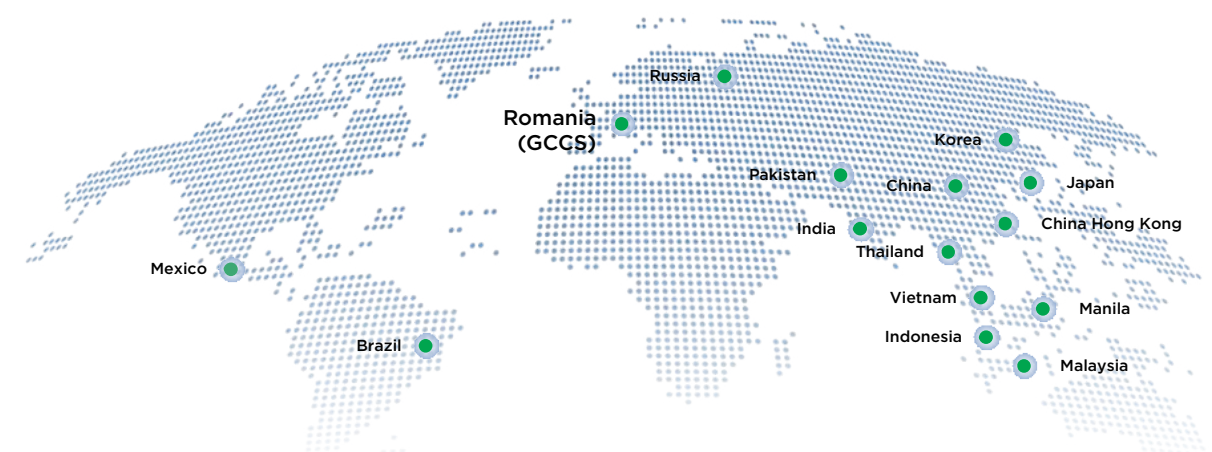 Russia
Romania
(GCCS)
Korea
Pakistan
China
Japan
India
China Hong Kong
Thailand
Mexico
Vietnam
Manila
Indonesia
Brazil
Malaysia